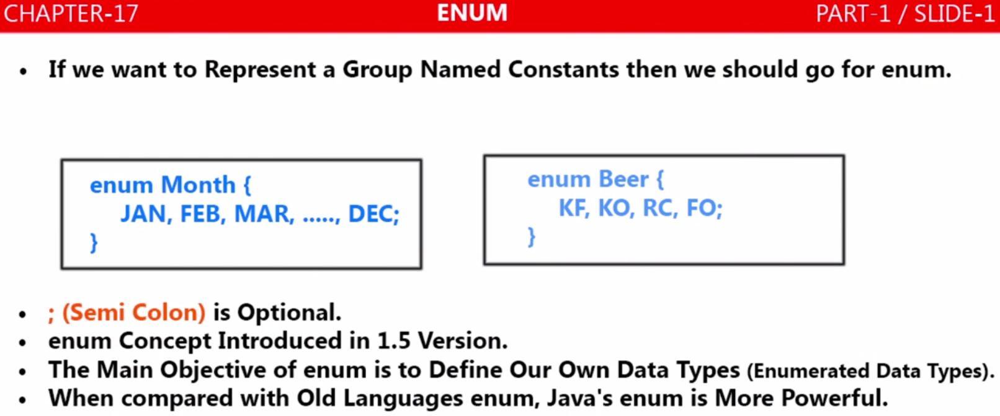 CHAPTER-17
ENUM
PART-1 / SLIDE-1
• If we want to Represent a Group Named Constants then we should go for enum.
enum Month {
JAN, FEB, MAR, ....., DEC;
}
enum Beer {
KF, KO, RC, FO;
}
• ; (Semi Colon) is Optional.
• enum Concept Introduced in 1.5 Version.
• The Main Objective of enum is to Define Our Own Data Types (Enumerated Data Types).
• When compared with Old Languages enum, Java's enum is More Powerful.